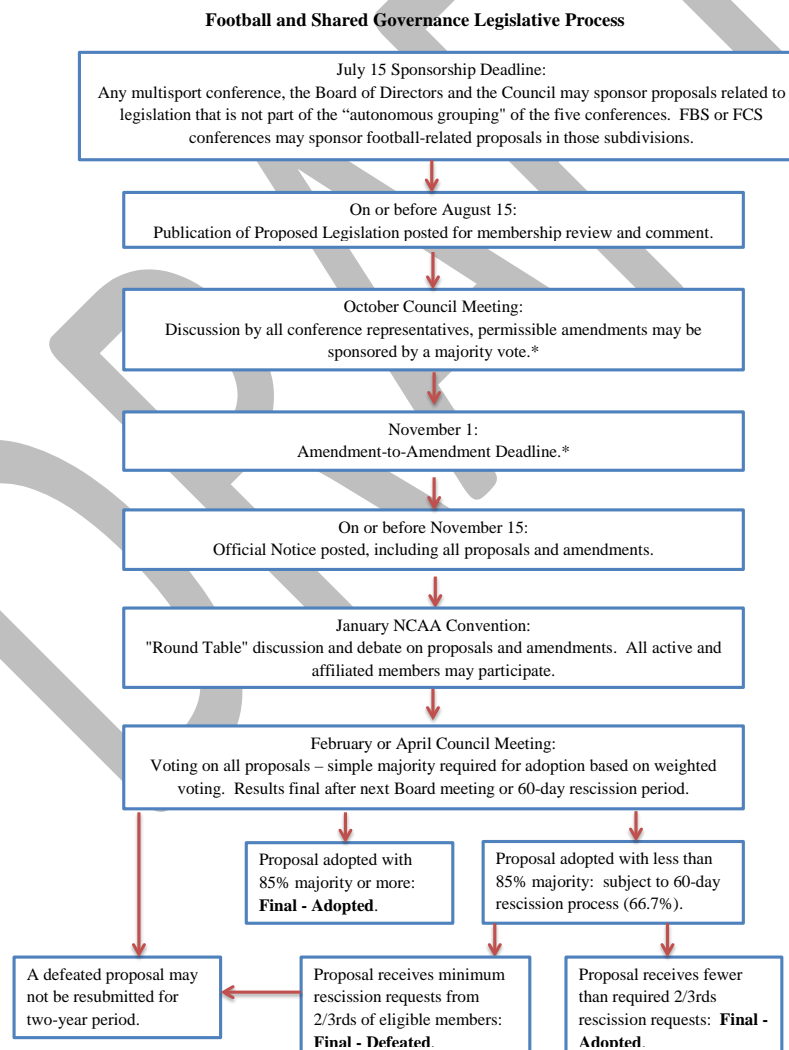 Football and Shared Governance Legislative Process
July 15 Sponsorship Deadline:
Any multisport conference, the Board of Directors and the Council may sponsor proposals related to
legislation that is not part of the “autonomous grouping" of the five conferences.  FBS or FCS
conferences may sponsor football-related proposals in those subdivisions.
On or before August 15:
Publication of Proposed Legislation posted for membership review and comment.
October Council Meeting:
Discussion by all conference representatives, permissible amendments may be
sponsored by a majority vote.*
November 1:
Amendment-to-Amendment Deadline.*
On or before November 15:
Official Notice posted, including all proposals and amendments.
January NCAA Convention:
"Round Table" discussion and debate on proposals and amendments.  All active and
affiliated members may participate.
February or April Council Meeting:
Voting on all proposals – simple majority required for adoption based on weighted
voting.  Results final after next Board meeting or 60-day rescission period.
Proposal adopted with
85% majority or more:
Final - Adopted.
Proposal adopted with less than
85% majority:  subject to 60-day
rescission process (66.7%).
A defeated proposal may
not be resubmitted for
two-year period.
Proposal receives minimum
rescission requests from
2/3rds of eligible members:
Final - Defeated.
Proposal receives fewer
than required 2/3rds
rescission requests:  Final -
Adopted.